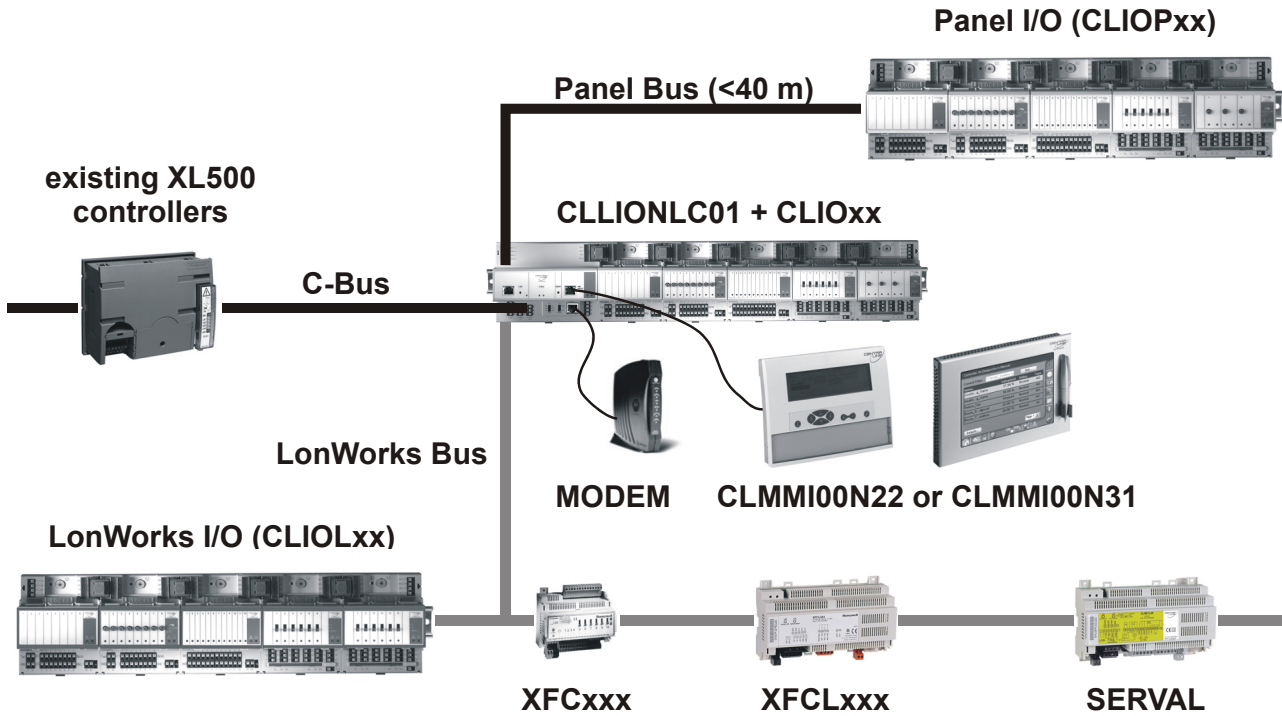 Panel I/O (CLIOPxx)
Panel Bus (<40 m)
existing XL500
controllers
CLLIONLC01 + CLIOxx
C-Bus
LonWorks Bus
MODEM
CLMMI00N22 or CLMMI00N31
LonWorks I/O (CLIOLxx)
XFCxxx
XFCLxxx
SERVAL